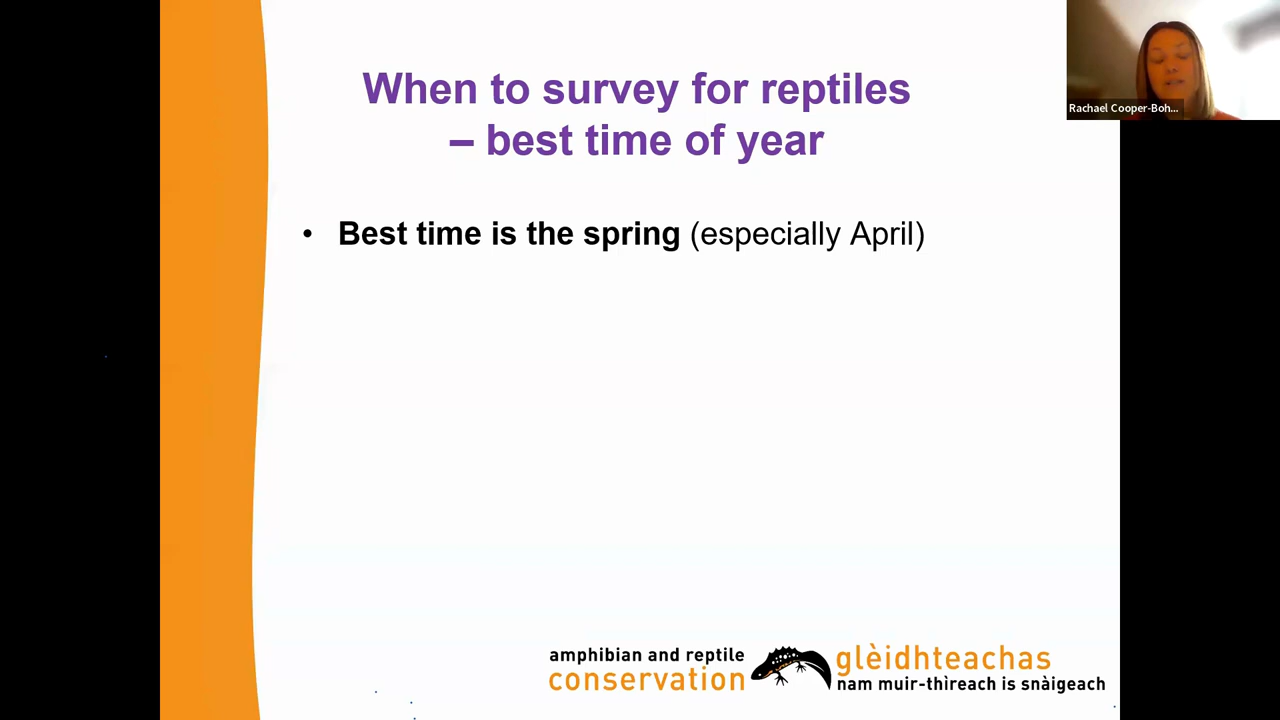 When to survey for reptiles
– best time of year
Rachael Cooper-Boh...
• Best time is the spring (especially April)
amphibian and reptile
conservation
glèidhteachas
nam muir-thìreach is snàigeach